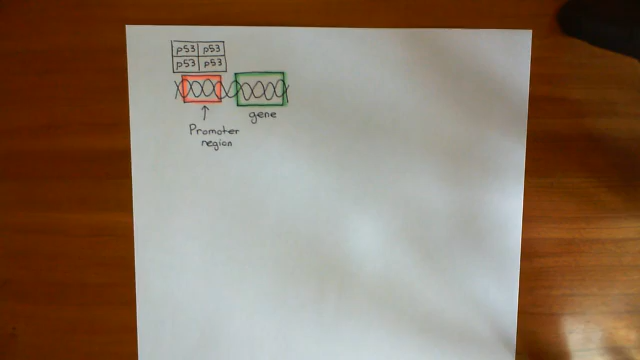 p53 p53
p53 p53
gene
Promoter
region